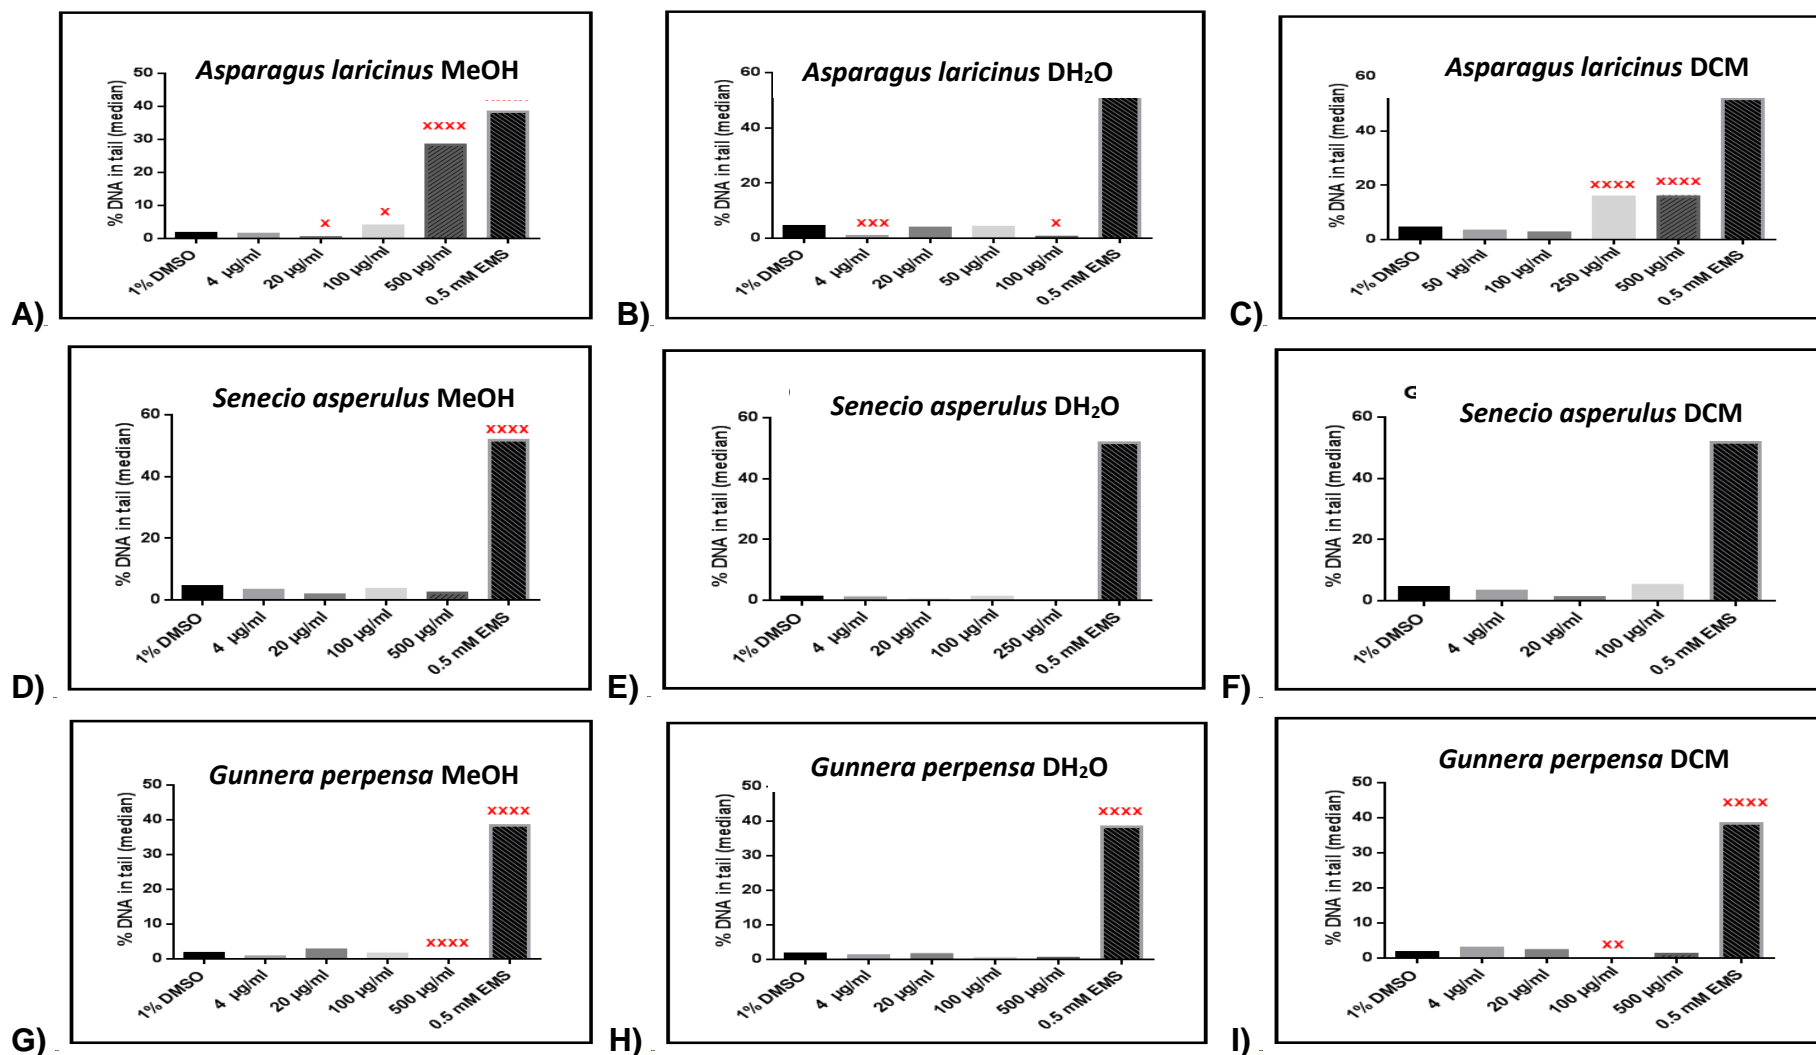 Asparagus laricinus MeOH
% DNA in tail (median)
50
40
30
20
10
0
××××
×
×
1% DMSO
4 µg/ml
20 µg/ml
100 µg/ml
500 µg/ml
0.5 mM EMS
A)
Asparagus laricinus DH₂O
% DNA in tail (median)
60
40
20
0
×××
×
1% DMSO
4 µg/ml
20 µg/ml
50 µg/ml
100 µg/ml
0.5 mM EMS
B)
Asparagus laricinus DCM
% DNA in tail (median)
60
40
20
0
××××
××××
1% DMSO
50 µg/ml
100 µg/ml
250 µg/ml
500 µg/ml
0.5 mM EMS
C)
Senecio asperulus MeOH
% DNA in tail (median)
60
40
20
0
××××
1% DMSO
4 µg/ml
20 µg/ml
100 µg/ml
500 µg/ml
0.5 mM EMS
D)
Senecio asperulus DH₂O
% DNA in tail (median)
60
40
20
0
1% DMSO
4 µg/ml
20 µg/ml
100 µg/ml
250 µg/ml
0.5 mM EMS
E)
Senecio asperulus DCM
% DNA in tail (median)
60
40
20
0
1% DMSO
4 µg/ml
20 µg/ml
100 µg/ml
0.5 mM EMS
F)
Gunnera perpensa MeOH
% DNA in tail (median)
50
40
30
20
10
0
××××
××××
1% DMSO
4 µg/ml
20 µg/ml
100 µg/ml
500 µg/ml
0.5 mM EMS
G)
Gunnera perpensa DH₂O
% DNA in tail (median)
50
40
30
20
10
0
××××
1% DMSO
4 µg/ml
20 µg/ml
100 µg/ml
500 µg/ml
0.5 mM EMS
H)
Gunnera perpensa DCM
% DNA in tail (median)
50
40
30
20
10
0
××××
××
1% DMSO
4 µg/ml
20 µg/ml
100 µg/ml
500 µg/ml
0.5 mM EMS
I)